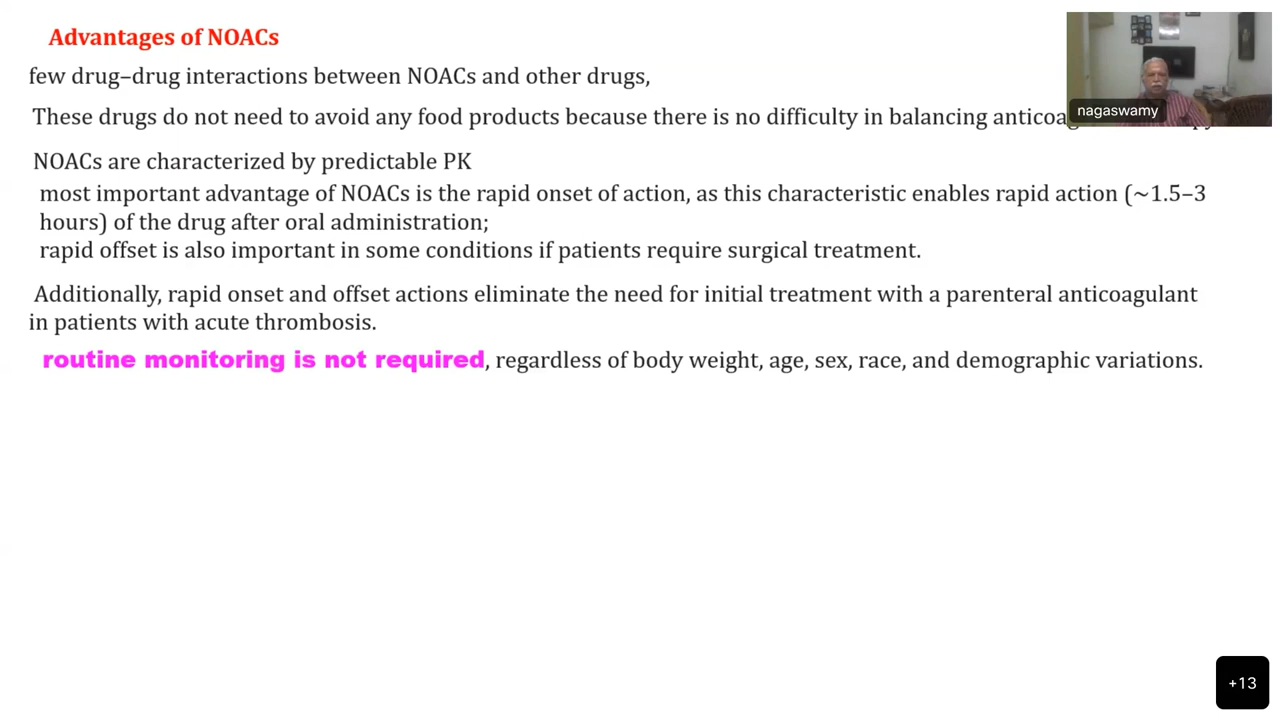 Advantages of NOACs
few drug–drug interactions between NOACs and other drugs,
These drugs do not need to avoid any food products because there is no difficulty in balancing
nagaswamy
NOACs are characterized by predictable PK
most important advantage of NOACs is the rapid onset of action, as this characteristic enables rapid action (~1.5–3
hours) of the drug after oral administration;
rapid offset is also important in some conditions if patients require surgical treatment.
Additionally, rapid onset and offset actions eliminate the need for initial treatment with a parenteral anticoagulant
in patients with acute thrombosis.
routine monitoring is not required, regardless of body weight, age, sex, race, and demographic variations.
+13